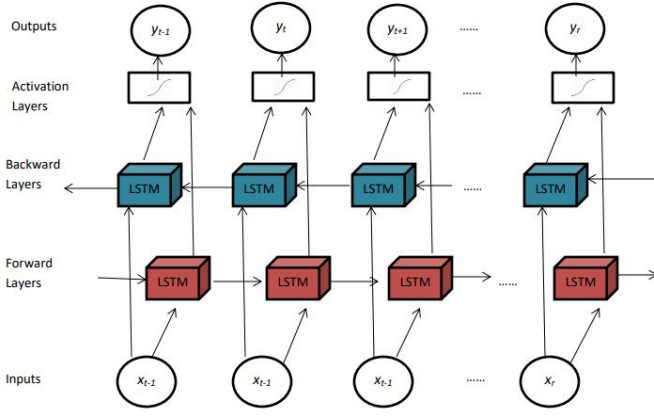 Outputs
y_{t-1} y_t y_{t+1} ...... y_r
Activation
Layers
......
Backward
Layers
LSTM LSTM LSTM ...... LSTM
Forward
Layers
LSTM LSTM LSTM ...... LSTM
Inputs
x_{t-1} x_{t-1} x_{t-1} ...... x_r